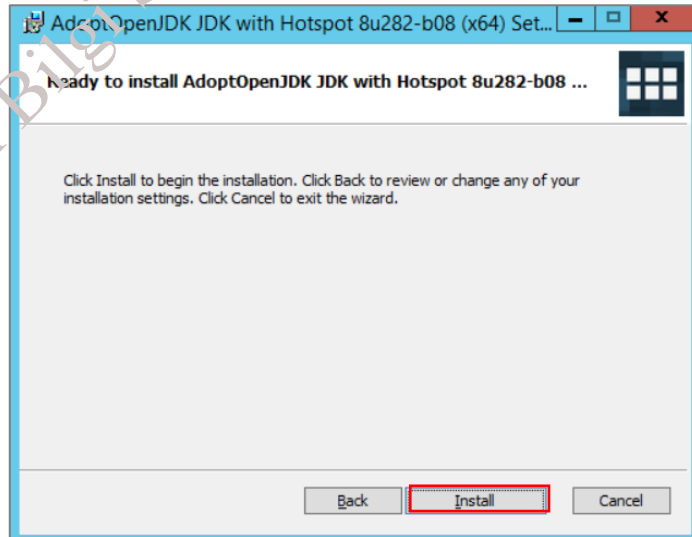 AdoptOpenJDK JDK with Hotspot 8u282-b08 (x64) Set...
Ready to install AdoptOpenJDK JDK with Hotspot 8u282-b08 ...
Click Install to begin the installation. Click Back to review or change any of your
installation settings. Click Cancel to exit the wizard.
Back Install Cancel
Bilgi